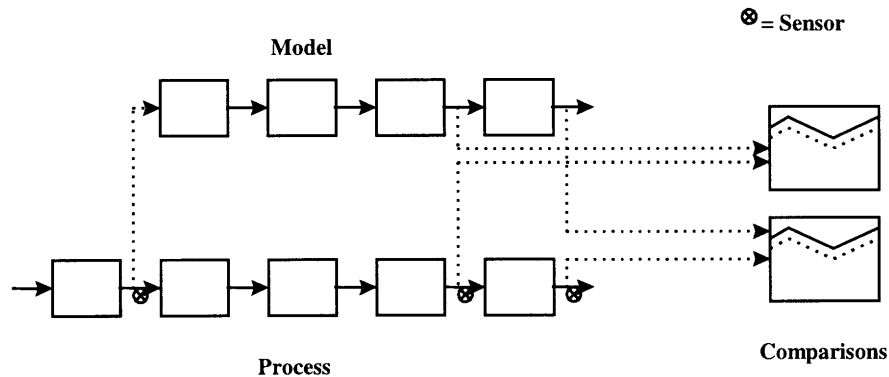 ⊗ = Sensor
Model
Process
Comparisons